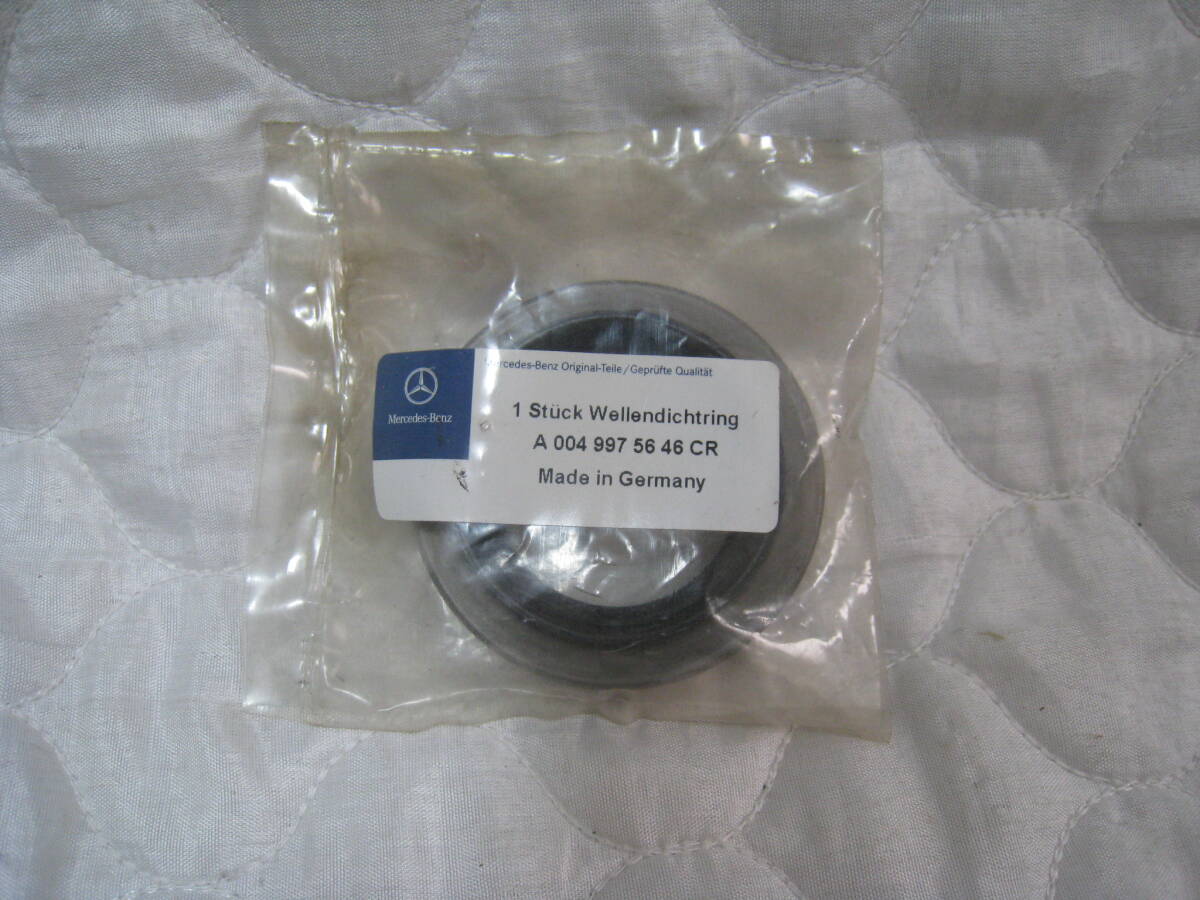 Mercedes-Benz Original-Teile/Geprüfte Qualität
Mercedes-Benz
1 Stück Wellendichtring
A 004 997 56 46 CR
Made in Germany